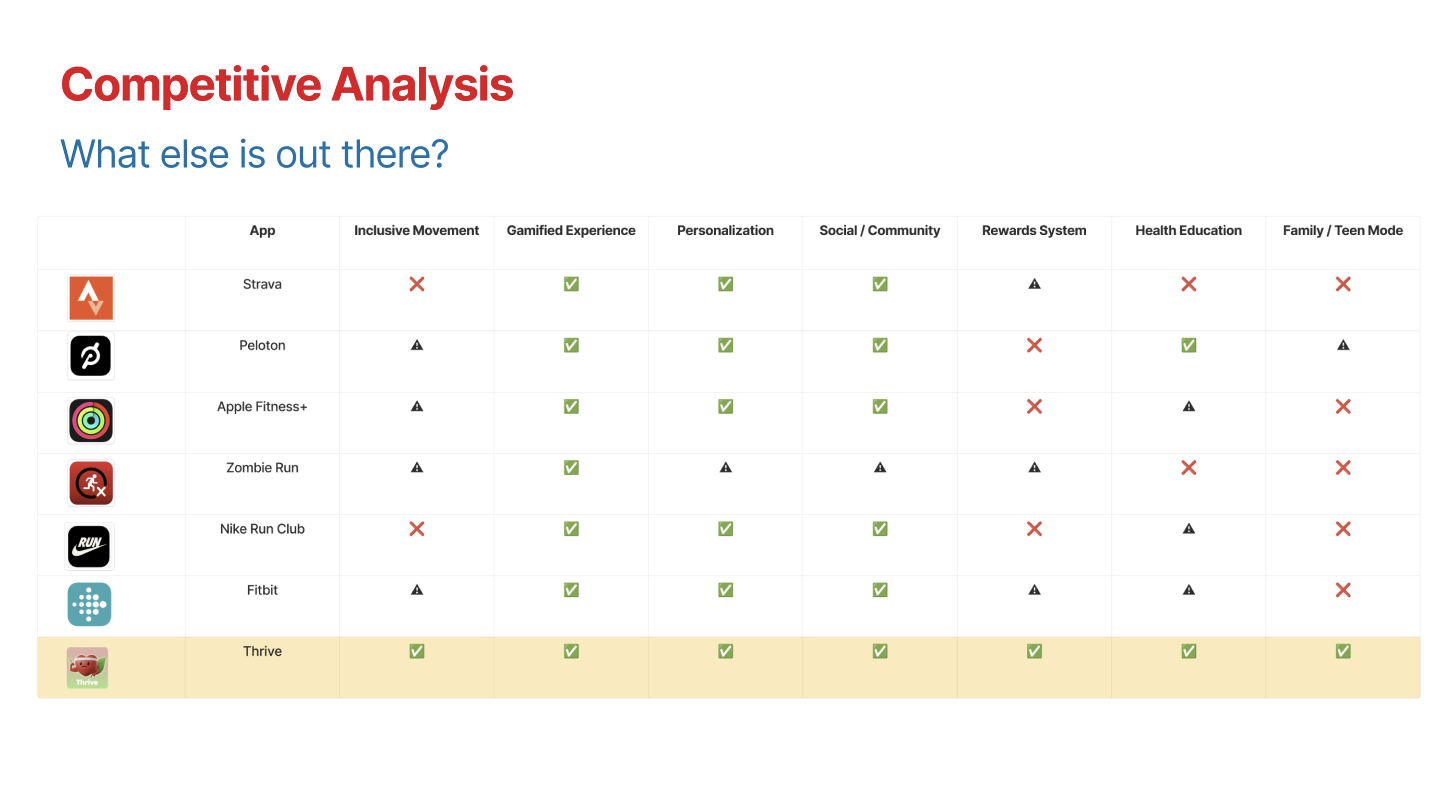 Competitive Analysis
What else is out there?
App Inclusive Movement Gamified Experience Personalization Social / Community Rewards System Health Education Family / Teen Mode
Strava ❌ ✅ ✅ ✅ ⚠ ❌ ❌
Peloton ⚠ ✅ ✅ ✅ ❌ ✅ ⚠
Apple Fitness+ ⚠ ✅ ✅ ✅ ❌ ⚠ ❌
Zombie Run ⚠ ✅ ⚠ ⚠ ⚠ ❌ ❌
RUN Nike Run Club ❌ ✅ ✅ ✅ ❌ ⚠ ❌
Fitbit ⚠ ✅ ✅ ✅ ⚠ ⚠ ❌
Thrive Thrive ✅ ✅ ✅ ✅ ✅ ✅ ✅